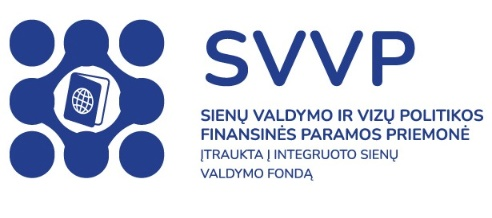 SVVP
SIENŲ VALDYMO IR VIZŲ POLITIKOS
FINANSINĖS PARAMOS PRIEMONĖ
ĮTRAUKTA Į INTEGRUOTO SIENŲ
VALDYMO FONDĄ